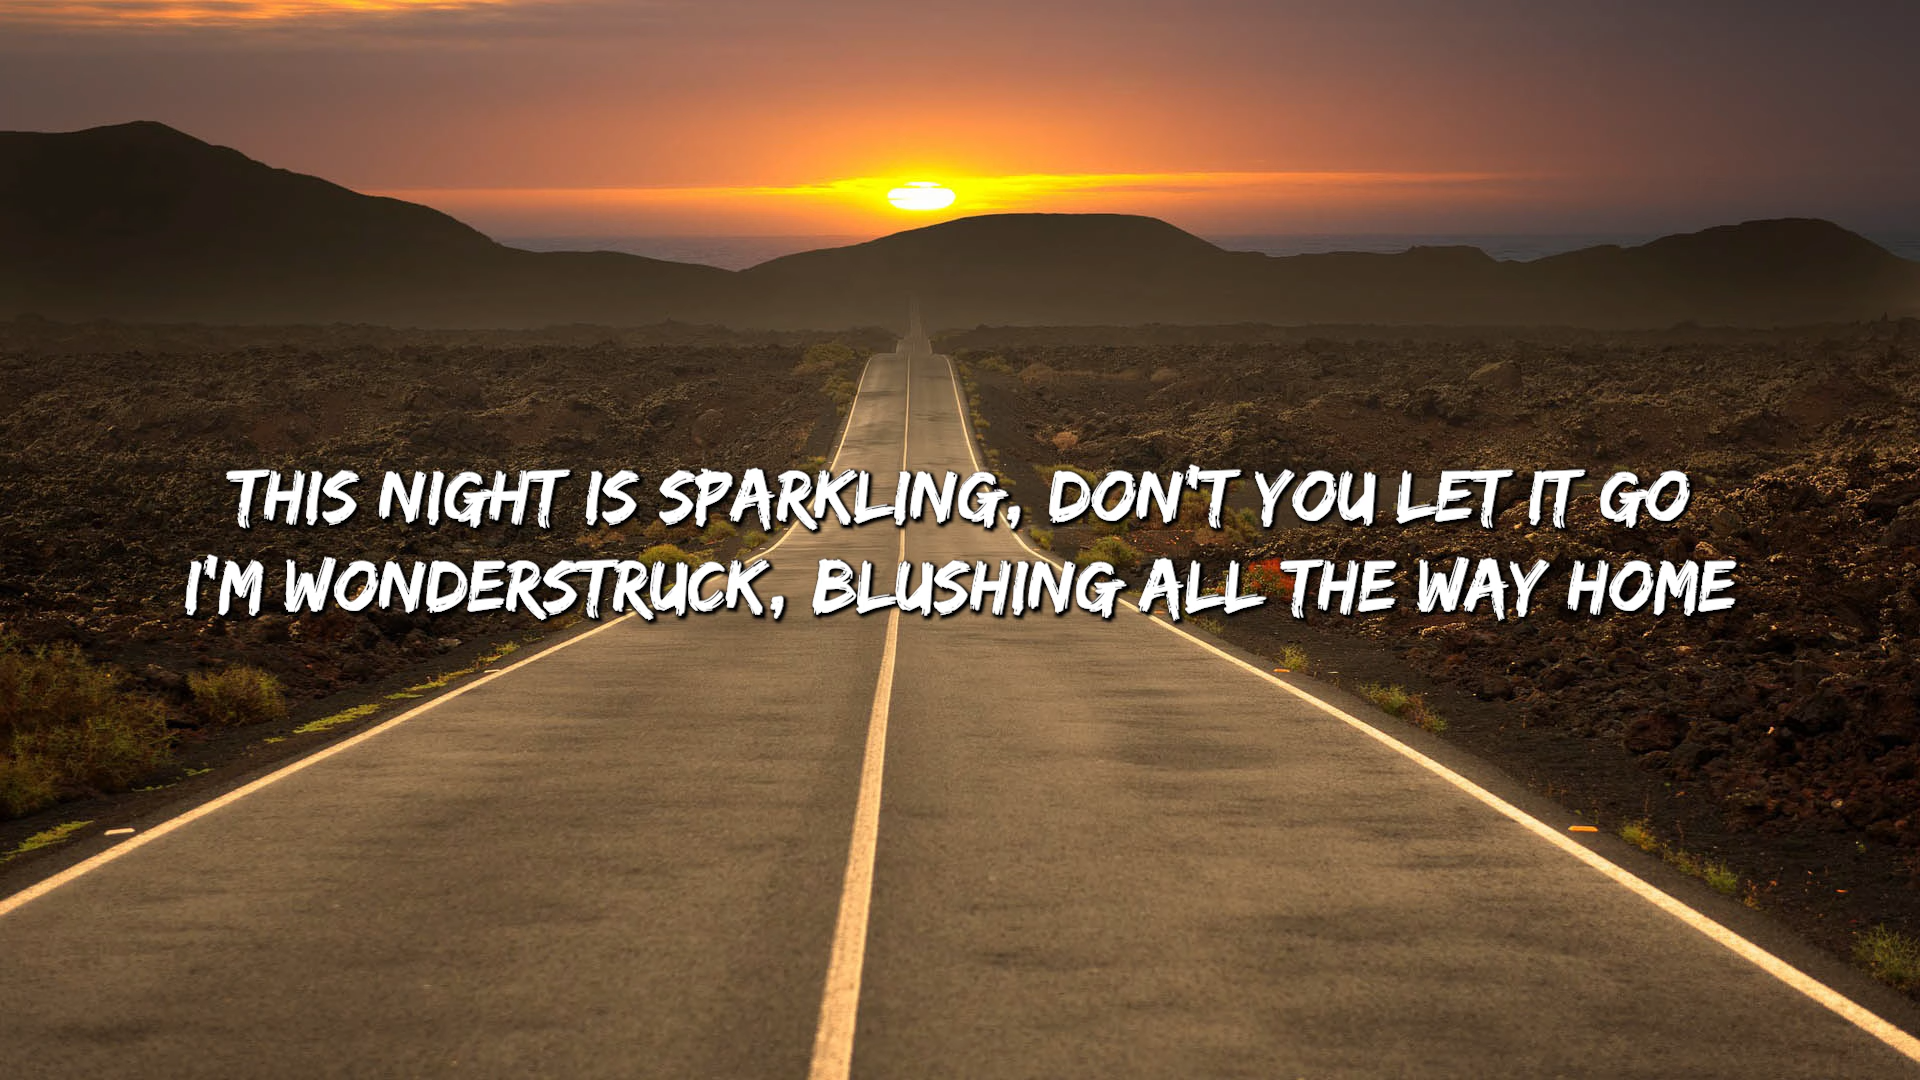 THIS NIGHT IS SPARKLING, DON'T YOU LET IT GO
I'M WONDERSTRUCK, BLUSHING ALL THE WAY HOME